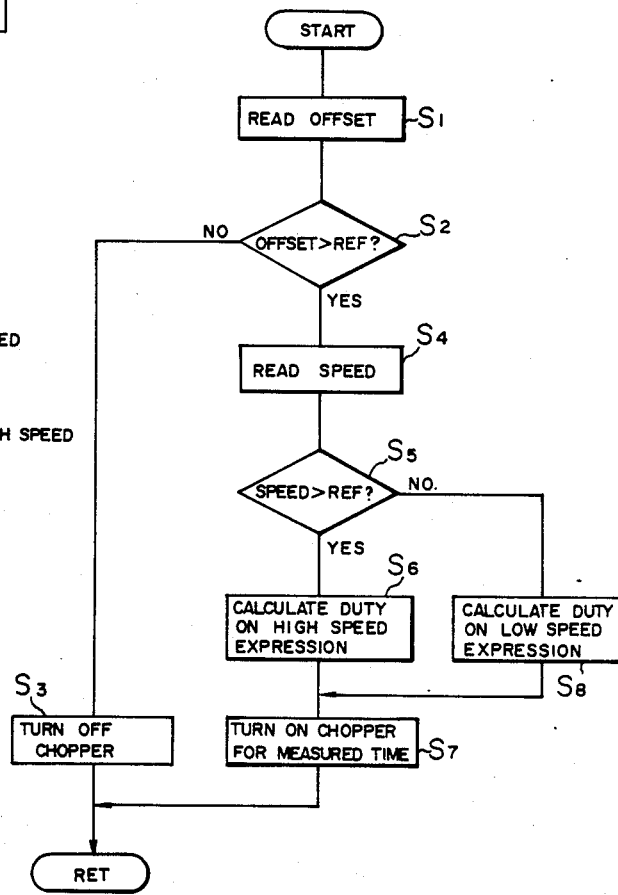 START
READ OFFSET
S1
OFFSET>REF?
S2
NO
YES
ED
READ SPEED
S4
H SPEED
SPEED>REF?
S5
NO.
YES
CALCULATE DUTY
ON HIGH SPEED
EXPRESSION
S6
CALCULATE DUTY
ON LOW SPEED
EXPRESSION
S8
S3
TURN OFF
CHOPPER
TURN ON CHOPPER
FOR MEASURED TIME
S7
RET